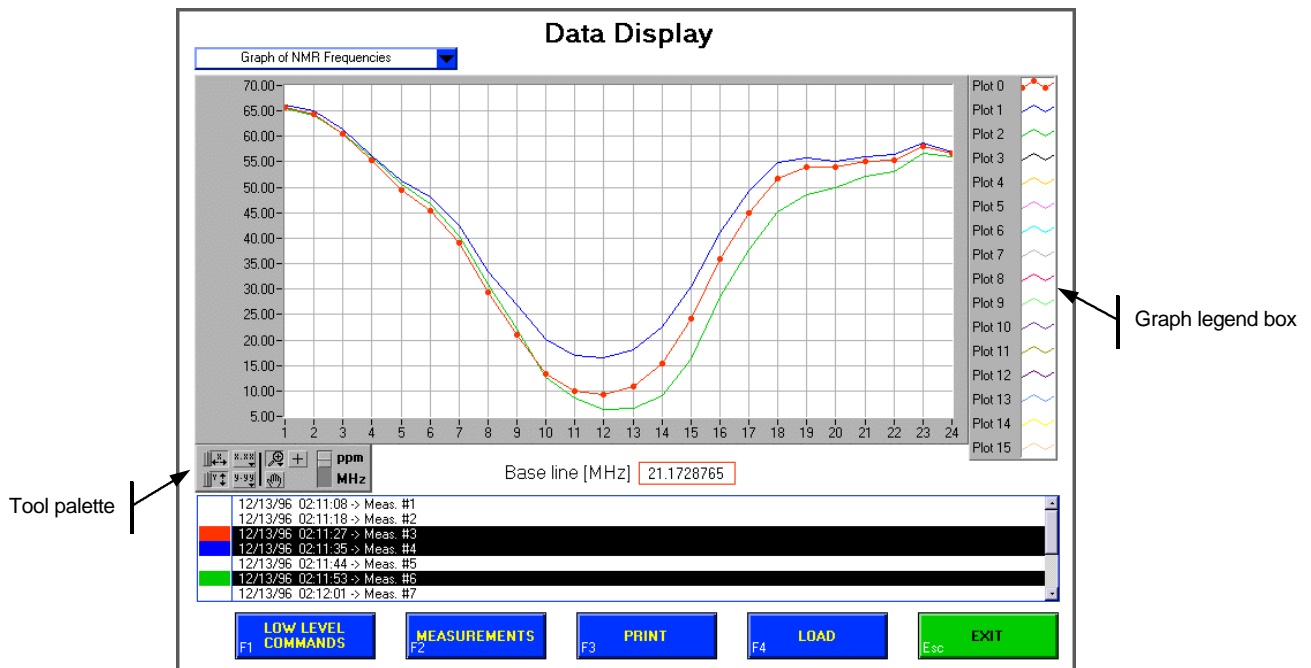 Data Display
Graph of NMR Frequencies
70.00
65.00
60.00
55.00
50.00
45.00
40.00
35.00
30.00
25.00
20.00
15.00
10.00
5.00
1 2 3 4 5 6 7 8 9 10 11 12 13 14 15 16 17 18 19 20 21 22 23 24
Plot 0
Plot 1
Plot 2
Plot 3
Plot 4
Plot 5
Plot 6
Plot 7
Plot 8
Plot 9
Plot 10
Plot 11
Plot 12
Plot 13
Plot 14
Plot 15
Graph legend box
Tool palette
X x.xx ppm
Y y.yy MHz
Base line [MHz] 21.1728765
12/13/96 02:11:08 -> Meas. #1
12/13/96 02:11:18 -> Meas. #2
12/13/96 02:11:27 -> Meas. #3
12/13/96 02:11:35 -> Meas. #4
12/13/96 02:11:44 -> Meas. #5
12/13/96 02:11:53 -> Meas. #6
12/13/96 02:12:01 -> Meas. #7
F1 LOW LEVEL COMMANDS
F2 MEASUREMENTS
F3 PRINT
F4 LOAD
Esc EXIT